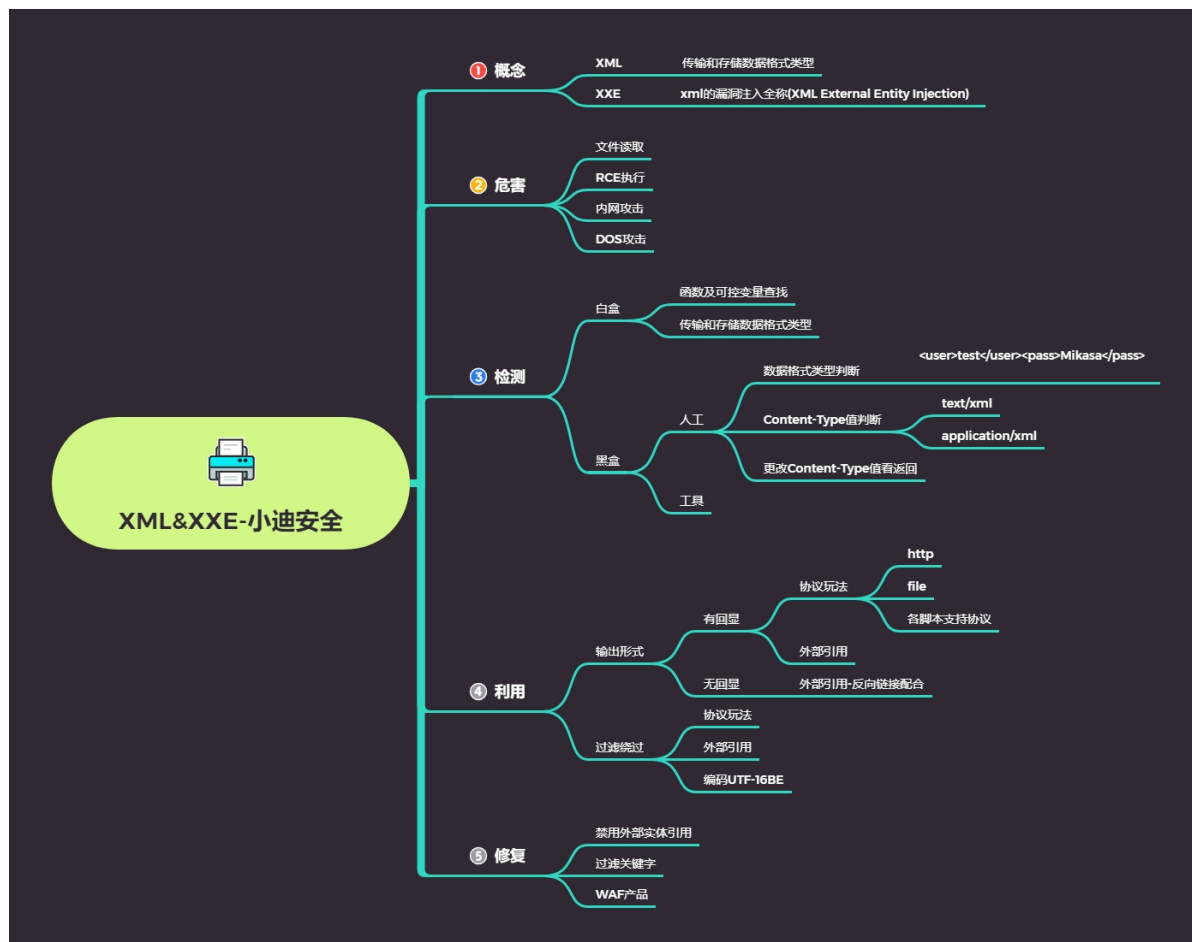 XML&XXE-小迪安全
① 概念
XML 传输和存储数据格式类型
XXE xml的漏洞注入全称(XML External Entity Injection)
② 危害
文件读取
RCE执行
内网攻击
DOS攻击
③ 检测
白盒
函数及可控变量查找
传输和存储数据格式类型
黑盒
人工
数据格式类型判断
<user>test</user><pass>Mikasa</pass>
Content-Type值判断
text/xml
application/xml
更改Content-Type值看返回
工具
④ 利用
输出形式
有回显
协议玩法
http
file
各脚本支持协议
外部引用
无回显
外部引用-反向链接配合
过滤绕过
协议玩法
外部引用
编码UTF-16BE
⑤ 修复
禁用外部实体引用
过滤关键字
WAF产品